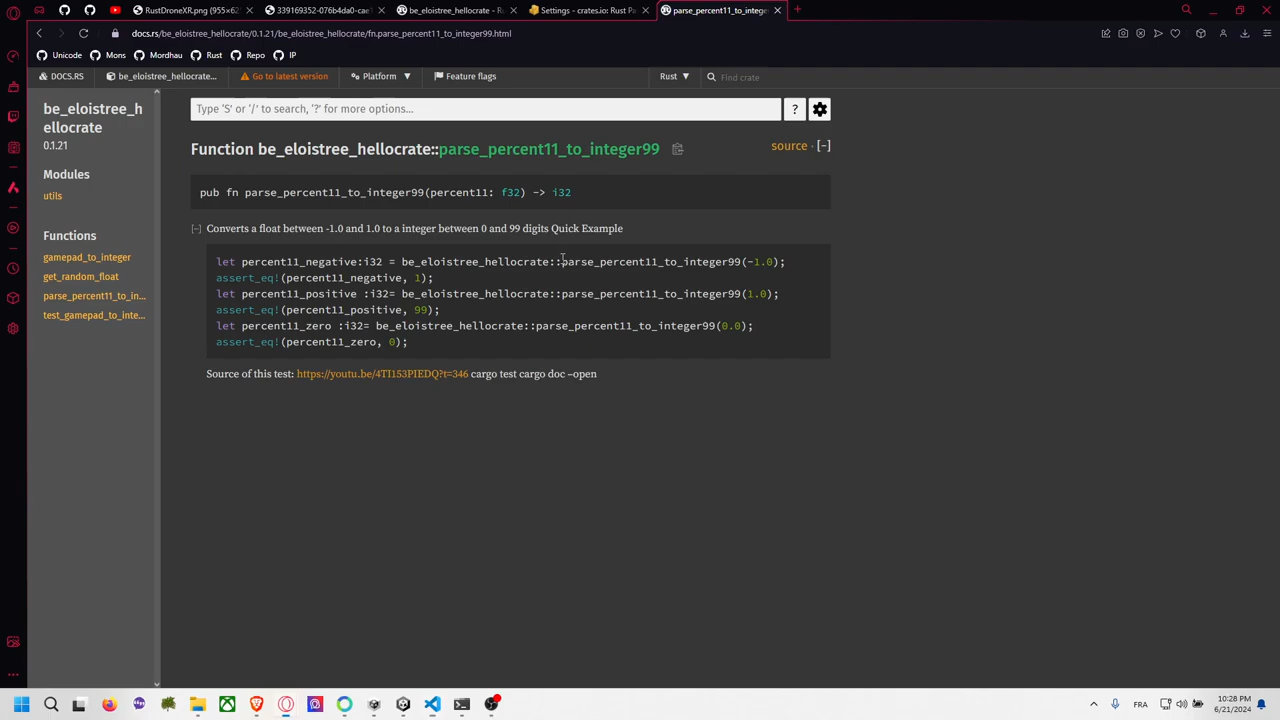 RustDroneXR.png (955×62
339169352-076b4da0-cae1
be_eloistree_hellocrate - R
Settings · crates.io: Rust Pa
parse_percent11_to_intege
docs.rs/be_eloistree_hellocrate/0.1.21/be_eloistree_hellocrate/fn.parse_percent11_to_integer99.html
Unicode
Mons
Mordhau
Rust
Repo
IP
DOCS.RS
be_eloistree_hellocrate...
Go to latest version
Platform
Feature flags
Rust
Find crate
be_eloistree_h
ellocrate
0.1.21
Modules
utils
Functions
gamepad_to_integer
get_random_float
parse_percent11_to_in...
test_gamepad_to_inte...
Type 'S' or '/' to search, '?' for more options...
?
Function be_eloistree_hellocrate::parse_percent11_to_integer99
source · [−]
pub fn parse_percent11_to_integer99(percent11: f32) -> i32
[−] Converts a float between -1.0 and 1.0 to a integer between 0 and 99 digits Quick Example
let percent11_negative:i32 = be_eloistree_hellocrate::parse_percent11_to_integer99(-1.0);
assert_eq!(percent11_negative, 1);
let percent11_positive :i32= be_eloistree_hellocrate::parse_percent11_to_integer99(1.0);
assert_eq!(percent11_positive, 99);
let percent11_zero :i32= be_eloistree_hellocrate::parse_percent11_to_integer99(0.0);
assert_eq!(percent11_zero, 0);
Source of this test: https://youtu.be/4TI153PIEDQ?t=346 cargo test cargo doc –open
FRA
10:28 PM
6/21/2024